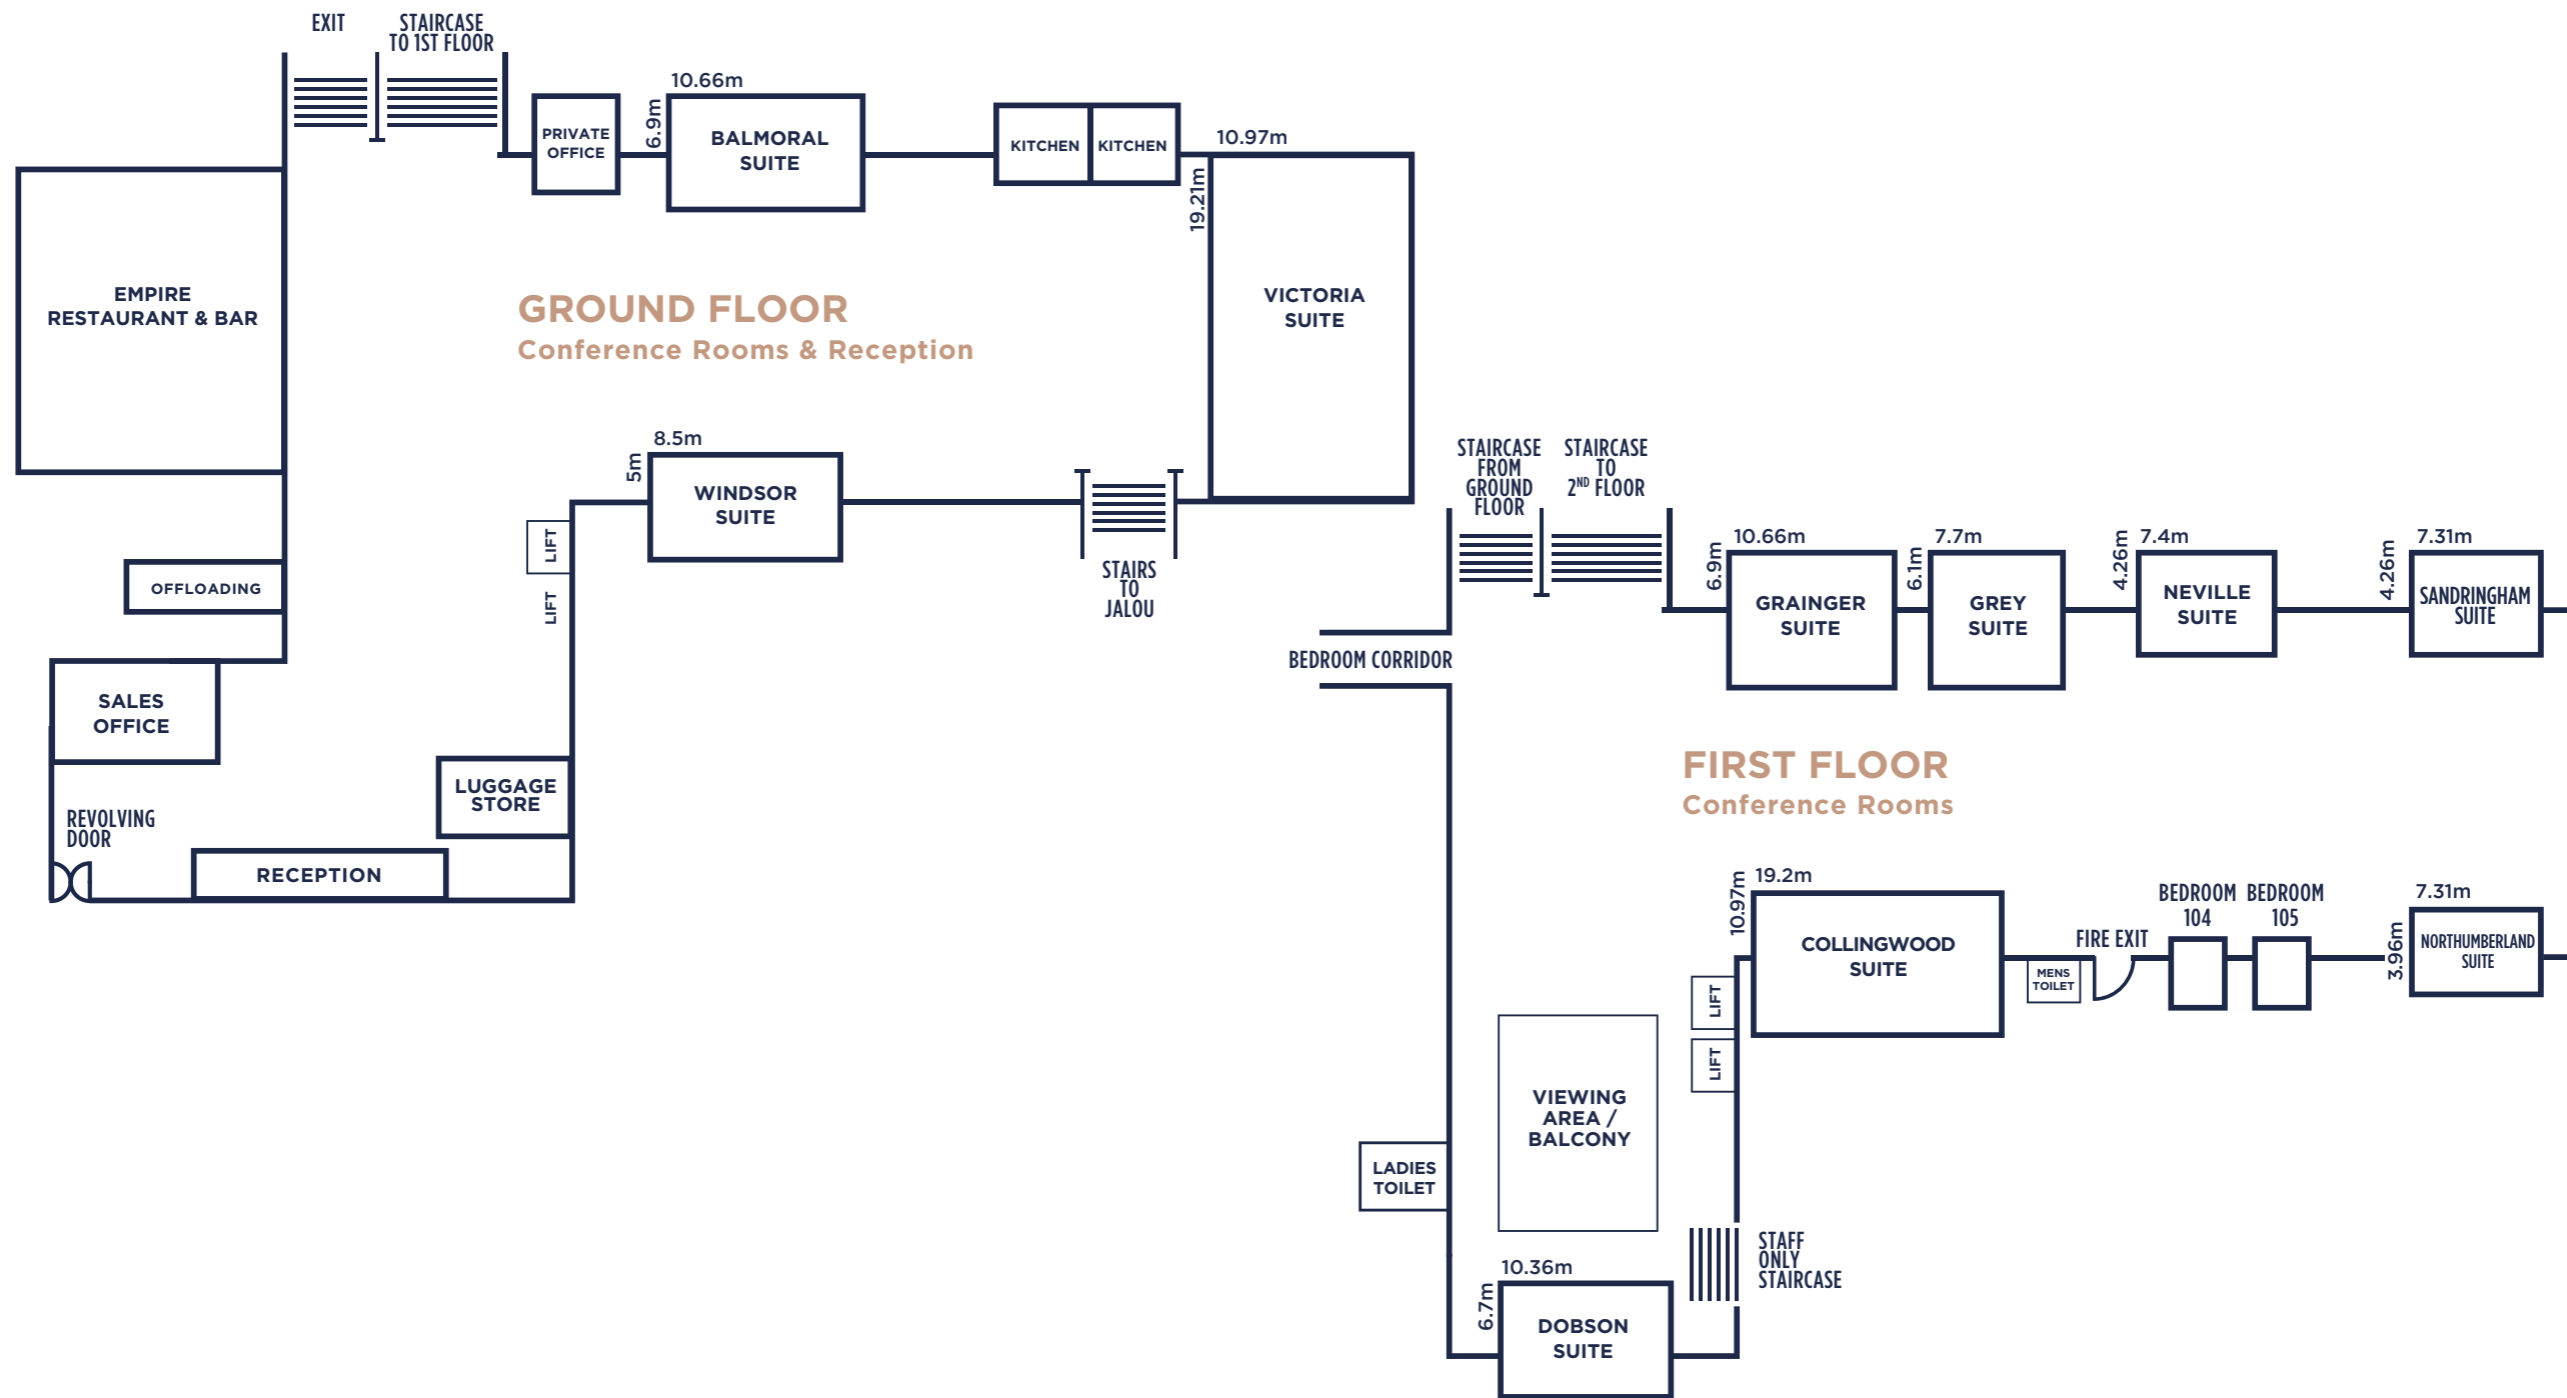 EXIT
STAIRCASE
TO 1ST FLOOR
PRIVATE
OFFICE
10.66m
6.9m
BALMORAL
SUITE
KITCHEN
KITCHEN
10.97m
19.21m
VICTORIA
SUITE
EMPIRE
RESTAURANT & BAR
GROUND FLOOR
Conference Rooms & Reception
8.5m
5m
WINDSOR
SUITE
LIFT
LIFT
STAIRS
TO
JALOU
OFFLOADING
SALES
OFFICE
LUGGAGE
STORE
REVOLVING
DOOR
RECEPTION
STAIRCASE
FROM
GROUND
FLOOR
STAIRCASE
TO
2ND FLOOR
BEDROOM CORRIDOR
10.66m
6.9m
GRAINGER
SUITE
7.7m
6.1m
GREY
SUITE
7.4m
4.26m
NEVILLE
SUITE
7.31m
4.26m
SANDRINGHAM
SUITE
FIRST FLOOR
Conference Rooms
19.2m
10.97m
COLLINGWOOD
SUITE
MENS
TOILET
FIRE EXIT
BEDROOM
104
BEDROOM
105
7.31m
3.96m
NORTHUMBERLAND
SUITE
LIFT
LIFT
VIEWING
AREA /
BALCONY
LADIES
TOILET
STAFF
ONLY
STAIRCASE
10.36m
6.7m
DOBSON
SUITE